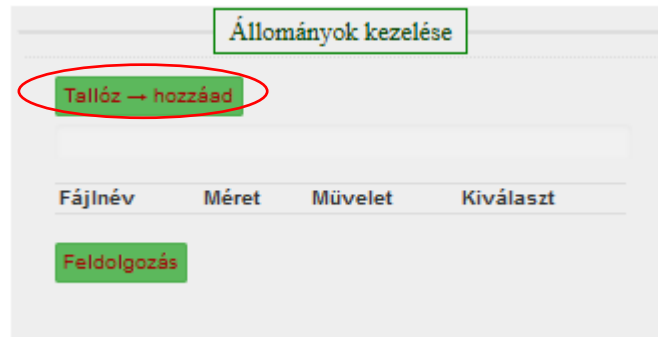 Állományok kezelése
Tallóz → hozzáad
Fájlnév Méret Müvelet Kiválaszt
Feldolgozás